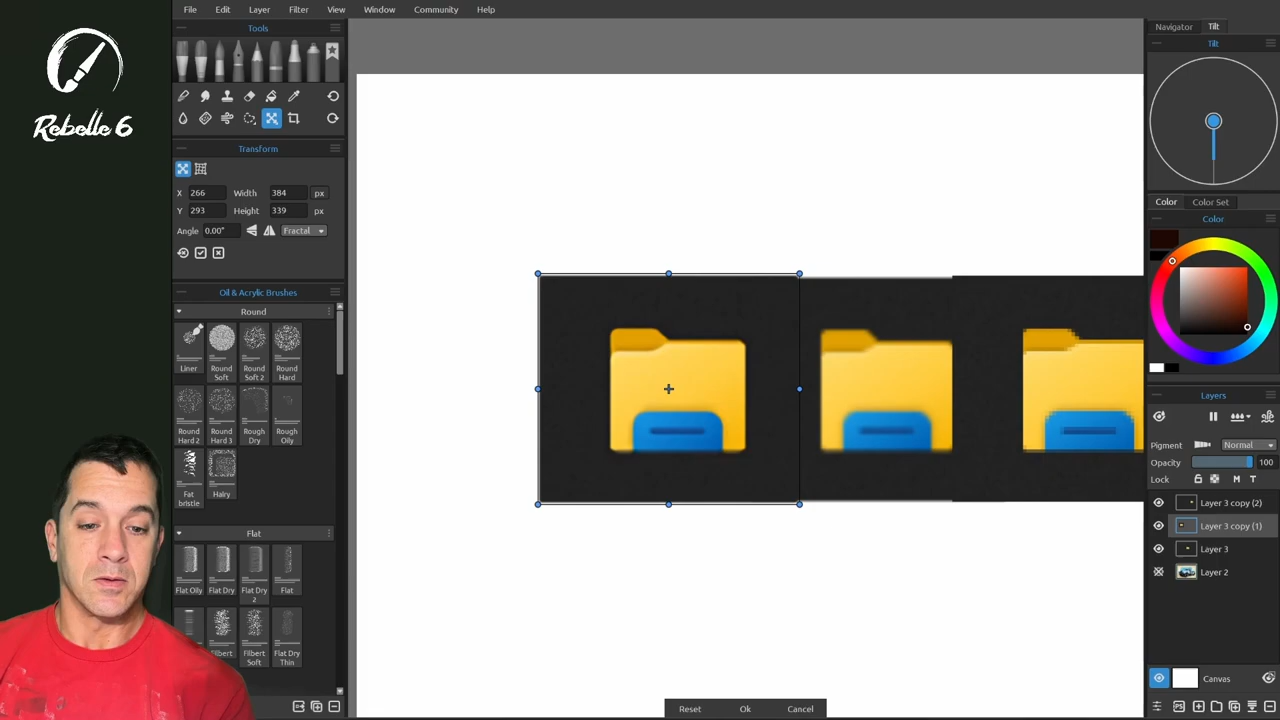 Rebelle 6
File Edit Layer Filter View Window Community Help
Tools
Transform
X 266 Width 384 px
Y 293 Height 339 px
Angle 0.00° Fractal
Oil & Acrylic Brushes
Round
Liner Round Soft Round Soft 2 Round Hard
Round Hard 2 Round Hard 3 Rough Dry Rough Oily
Fat bristle Hairy
Flat
Flat Oily Flat Dry Flat Dry 2 Flat
Filbert Filbert Soft Flat Dry Thin
Reset Ok Cancel
Navigator Tilt
Tilt
Color Color Set
Color
Layers
Pigment Normal
Opacity 100
Lock M T
Layer 3 copy (2)
Layer 3 copy (1)
Layer 3
Layer 2
Canvas
PS